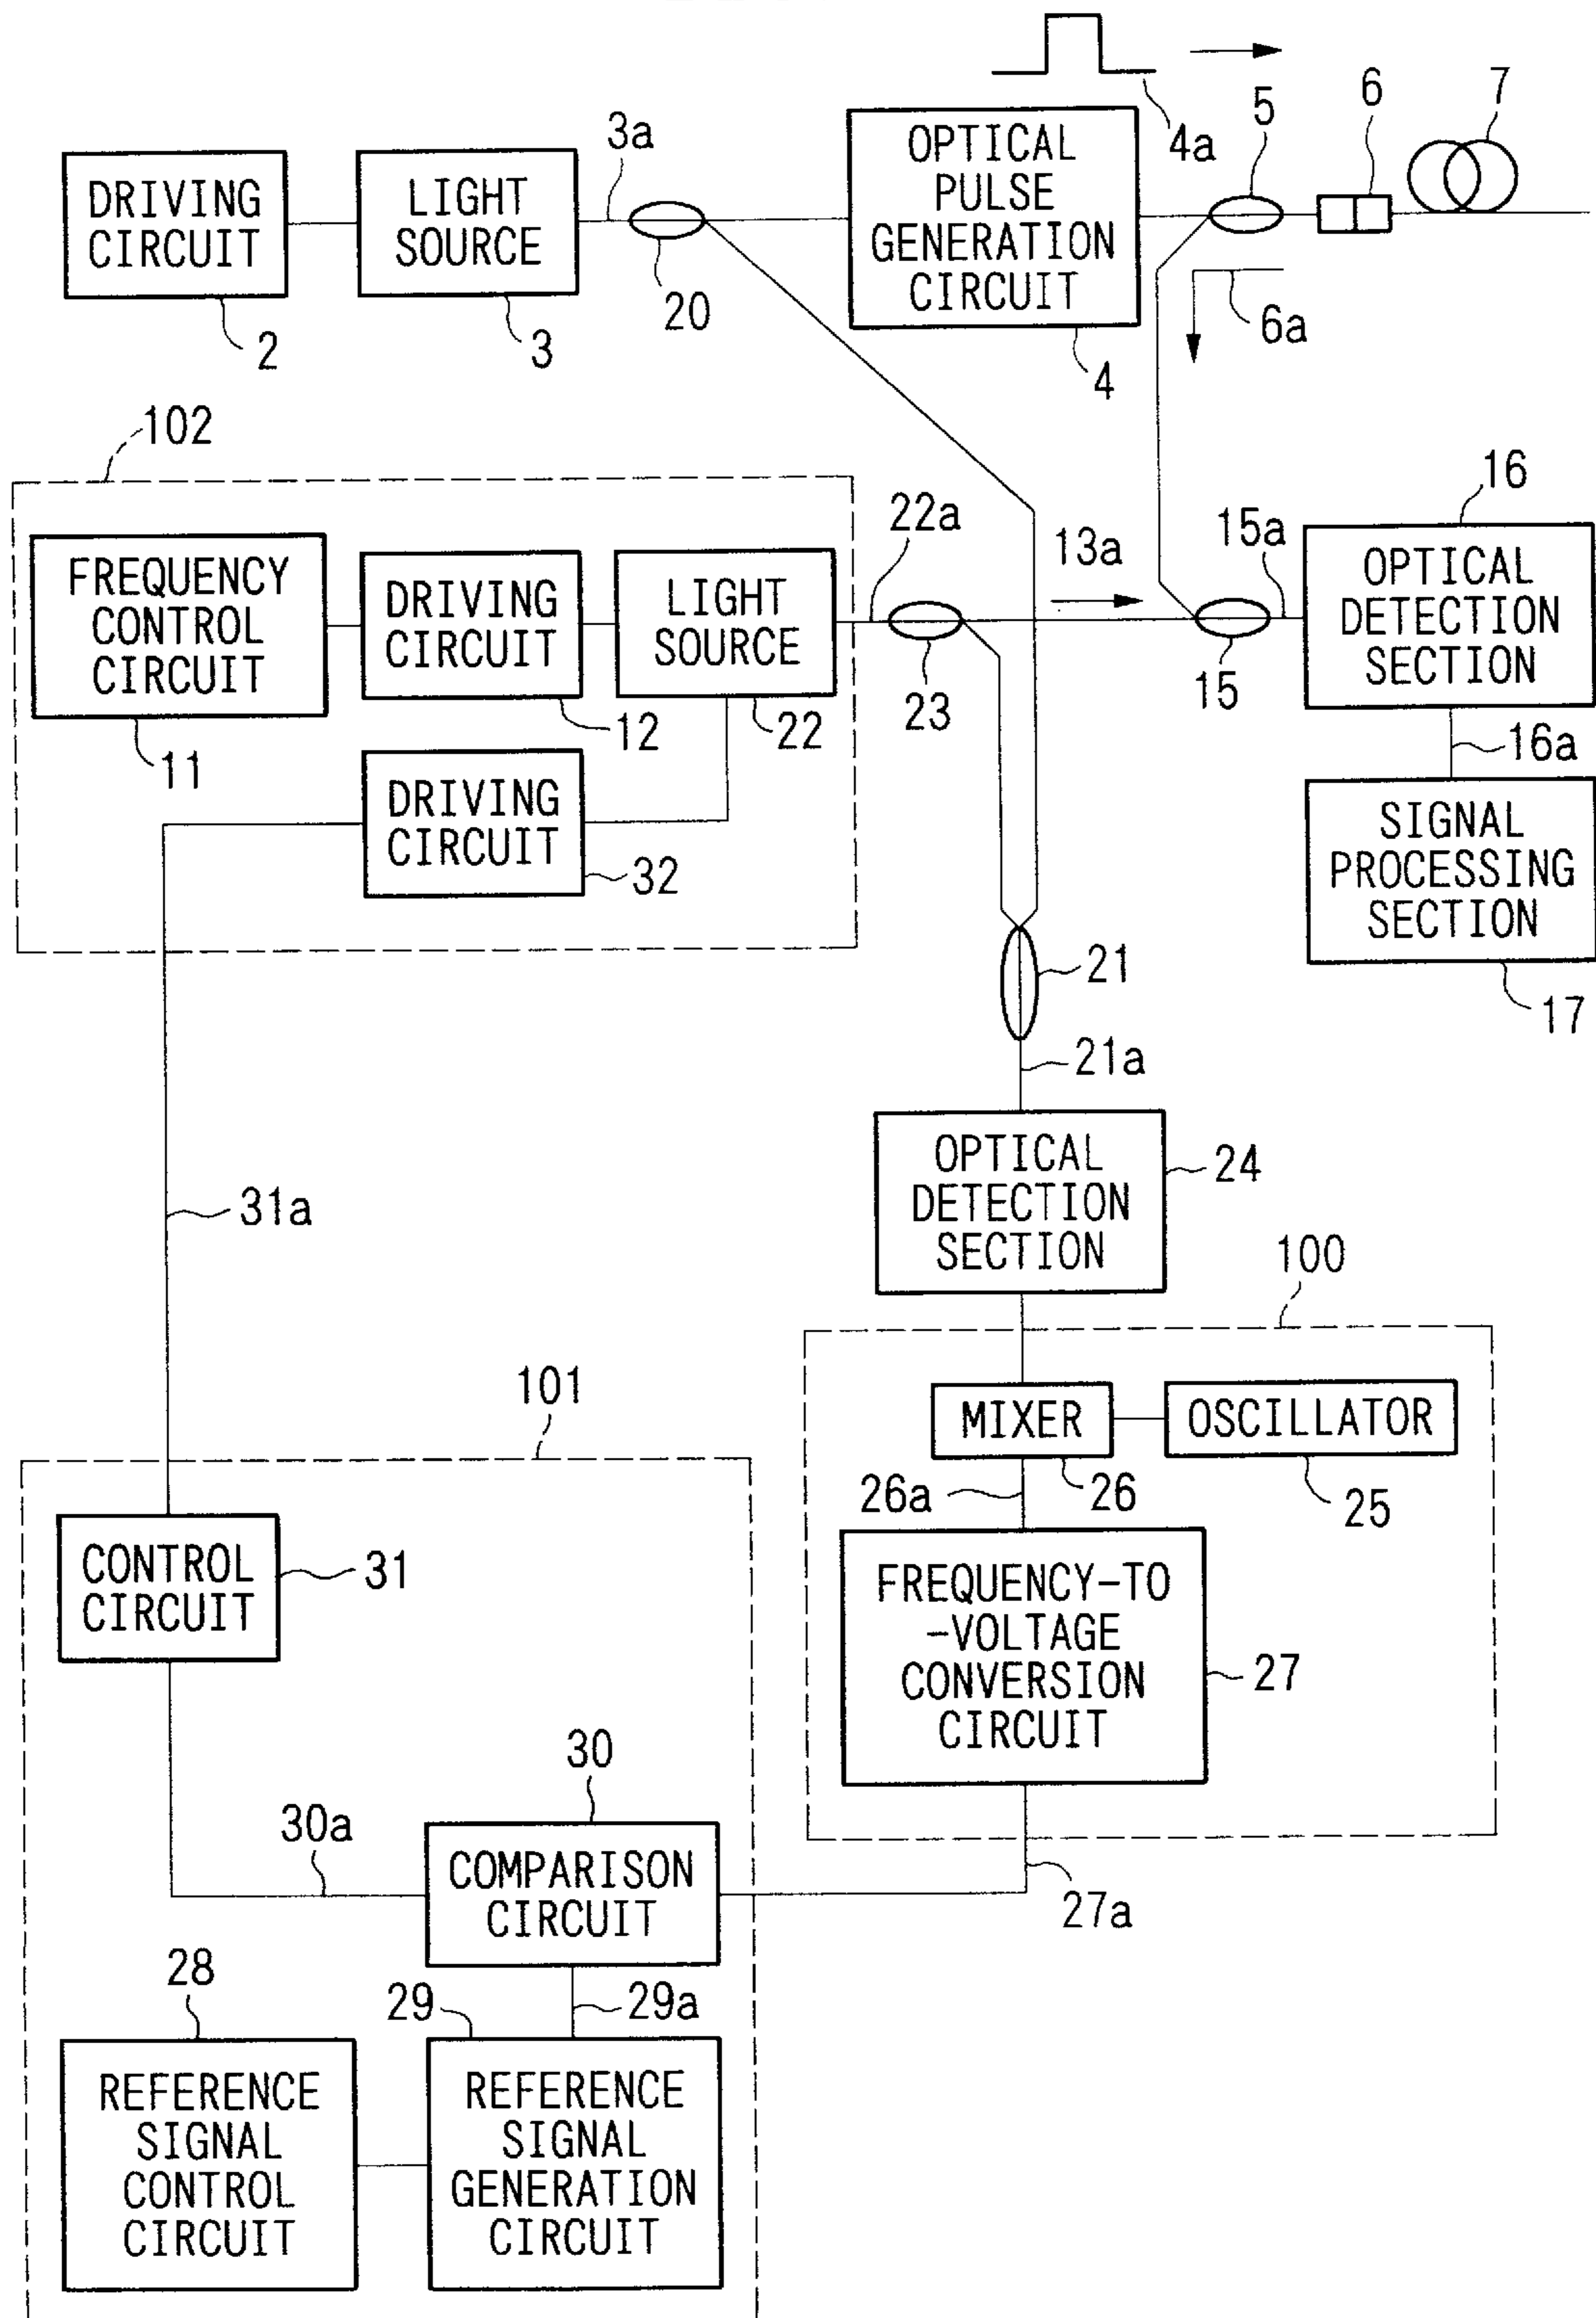 4a
5
6
7
3a
DRIVING
CIRCUIT
2
LIGHT
SOURCE
3
20
OPTICAL
PULSE
GENERATION
CIRCUIT
4
6a
102
FREQUENCY
CONTROL
CIRCUIT
11
DRIVING
CIRCUIT
12
LIGHT
SOURCE
22
22a
23
13a
15a
15
16
OPTICAL
DETECTION
SECTION
16a
DRIVING
CIRCUIT
32
SIGNAL
PROCESSING
SECTION
17
21
21a
OPTICAL
DETECTION
SECTION
24
31a
100
101
MIXER
OSCILLATOR
26a
26
25
CONTROL
CIRCUIT
31
FREQUENCY-TO
-VOLTAGE
CONVERSION
CIRCUIT
27
30
30a
COMPARISON
CIRCUIT
27a
28
29
29a
REFERENCE
SIGNAL
CONTROL
CIRCUIT
REFERENCE
SIGNAL
GENERATION
CIRCUIT